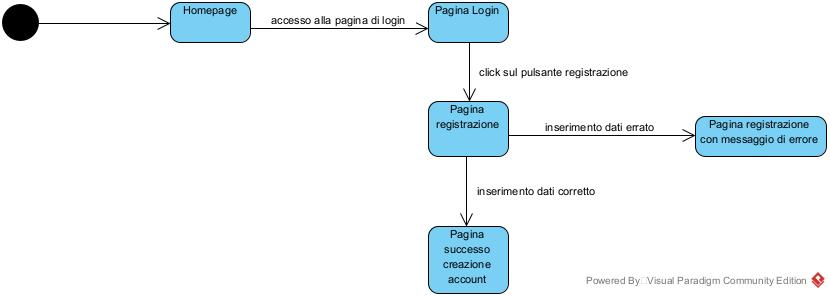 Homepage
accesso alla pagina di login
Pagina Login
click sul pulsante registrazione
Pagina
registrazione
inserimento dati errato
Pagina registrazione
con messaggio di errore
inserimento dati corretto
Pagina
successo
creazione
account
Powered By Visual Paradigm Community Edition